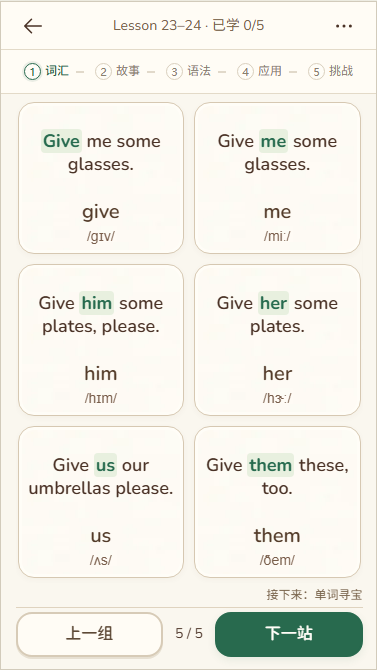 Lesson 23–24 · 已学 0/5
1 词汇 – 2 故事 – 3 语法 – 4 应用 – 5 挑战
Give me some
glasses.
give
/ɡɪv/
Give me some
glasses.
me
/miː/
Give him some
plates, please.
him
/hɪm/
Give her some
plates.
her
/hɝː/
Give us our
umbrellas please.
us
/ʌs/
Give them these,
too.
them
/ðem/
接下来：单词寻宝
上一组
5 / 5
下一站